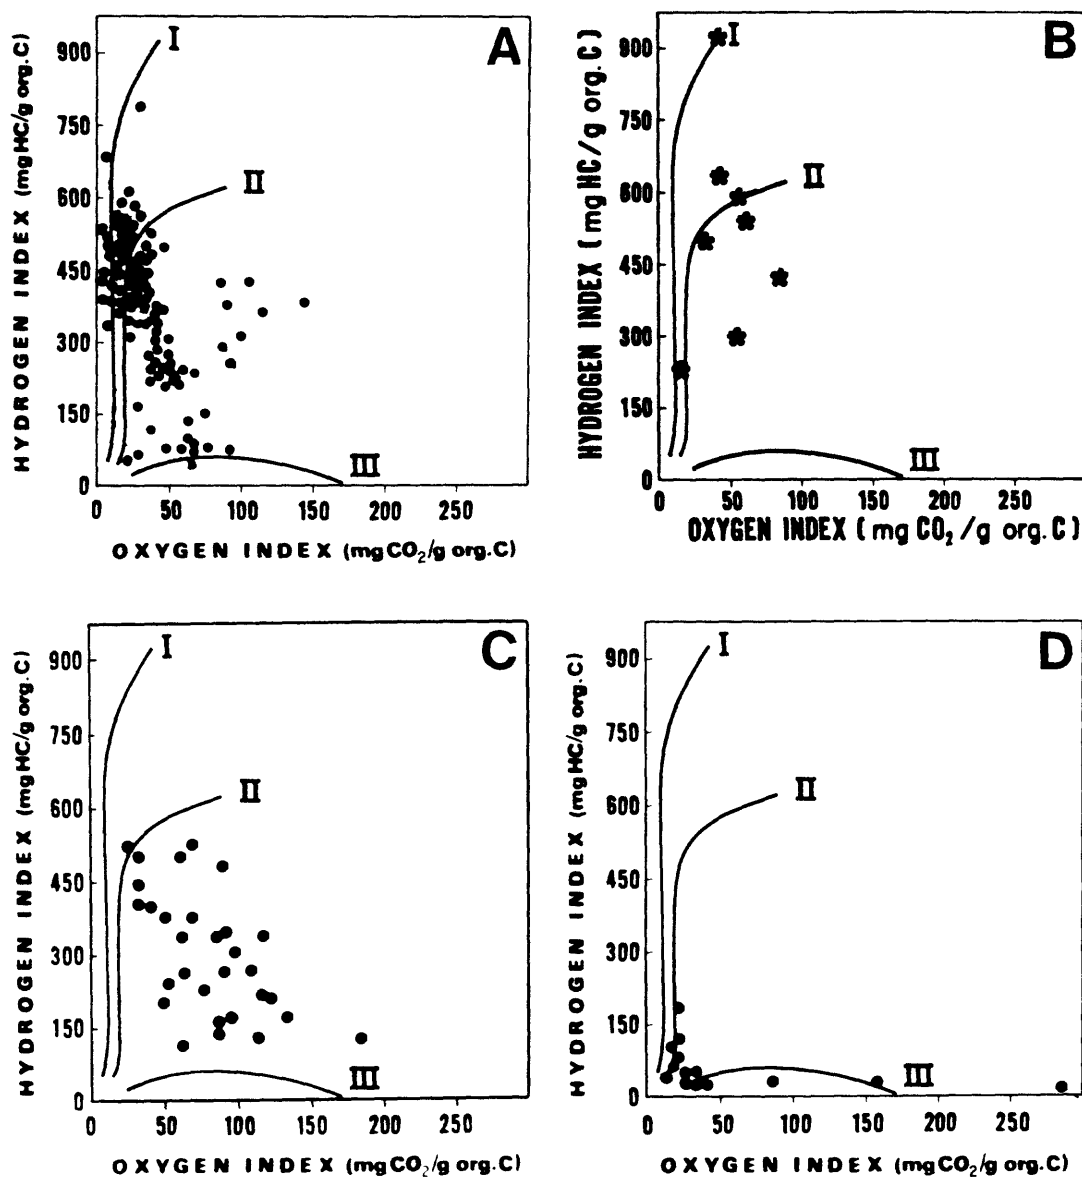 A
HYDROGEN INDEX (mgHC/g org.C)
900
750
600
450
300
150
0
I
II
III
0 50 100 150 200 250
OXYGEN INDEX (mgCO₂/g org.C)
B
HYDROGEN INDEX (mgHC/g org.C)
900
750
600
450
300
150
0
I
II
III
0 50 100 150 200 250
OXYGEN INDEX (mg CO₂/g org.C)
C
HYDROGEN INDEX (mgHC/g org.C)
900
750
600
450
300
150
0
I
II
III
0 50 100 150 200 250
OXYGEN INDEX (mgCO₂/g org.C)
D
HYDROGEN INDEX (mgHC/g org.C)
900
750
600
450
300
150
0
I
II
III
0 50 100 150 200 250
OXYGEN INDEX (mgCO₂/g org.C)